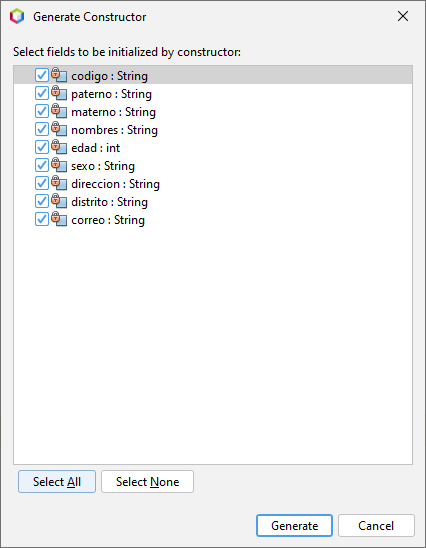 Generate Constructor
Select fields to be initialized by constructor:
codigo : String
paterno : String
materno : String
nombres : String
edad : int
sexo : String
direccion : String
distrito : String
correo : String
Select All Select None
Generate Cancel